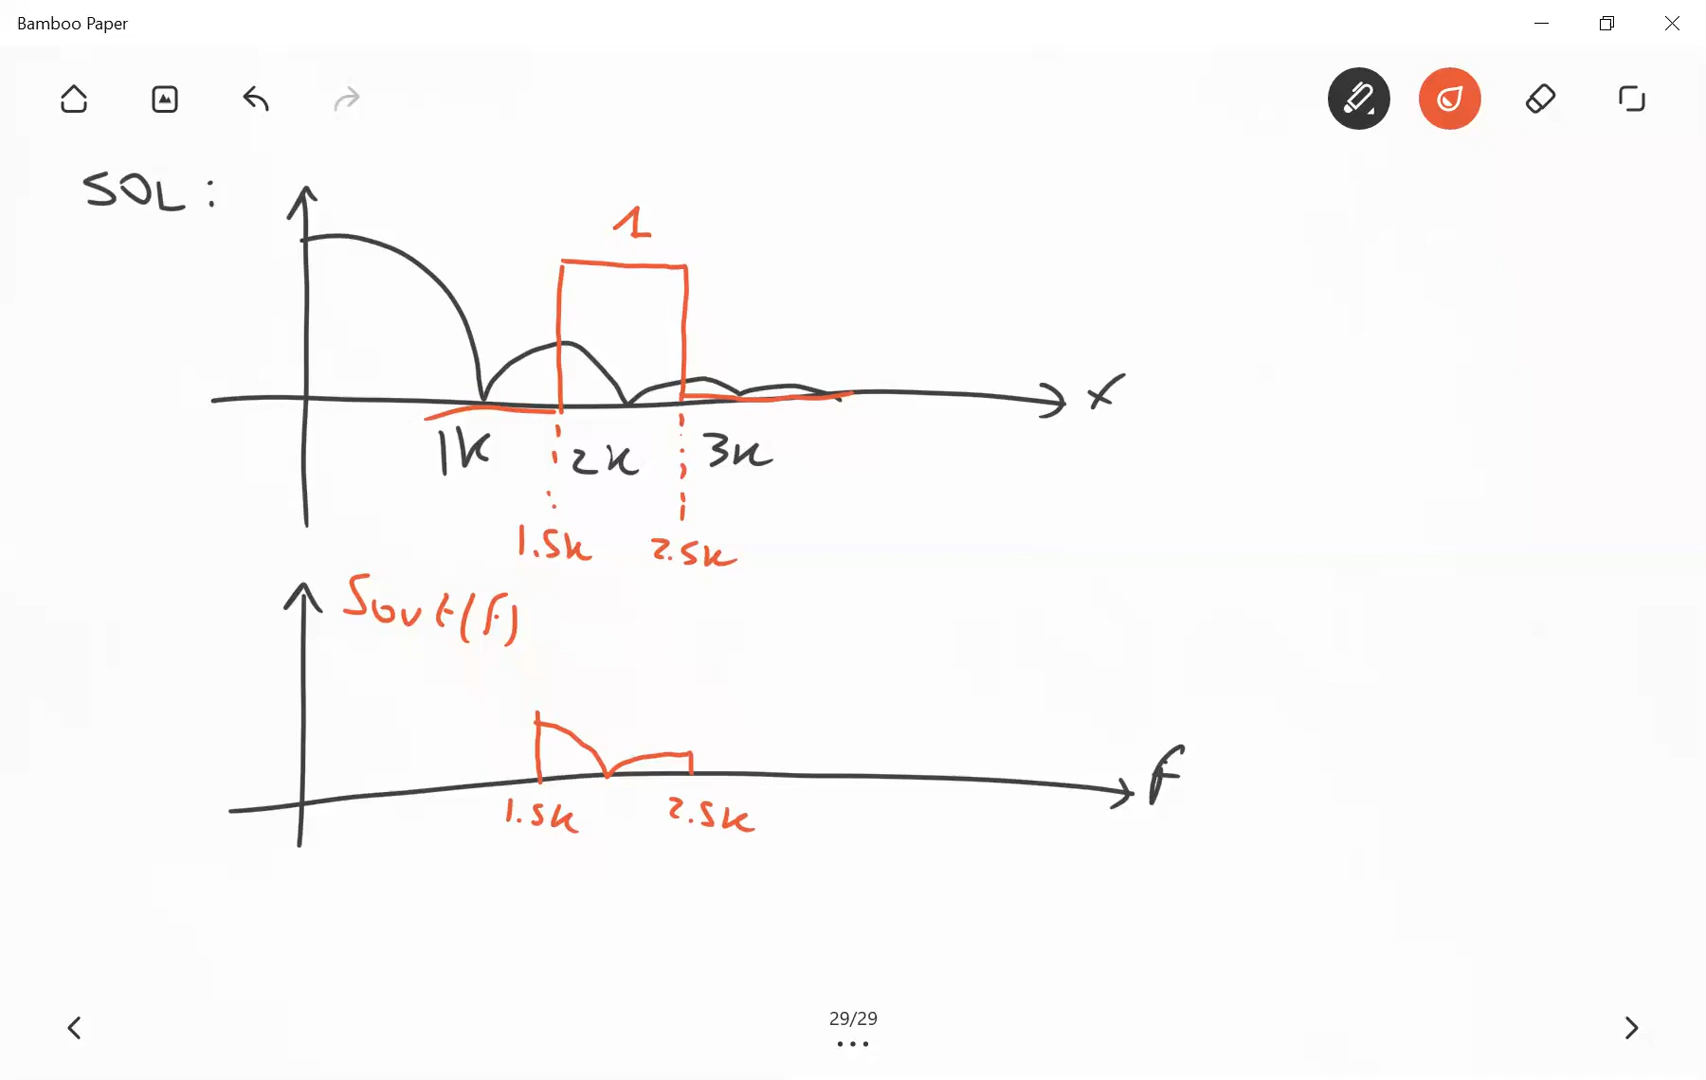 Bamboo Paper
SOL:
1
x
1k 2k 3k
1.5k 2.5k
Sout(f)
f
1.5k 2.5k
29/29